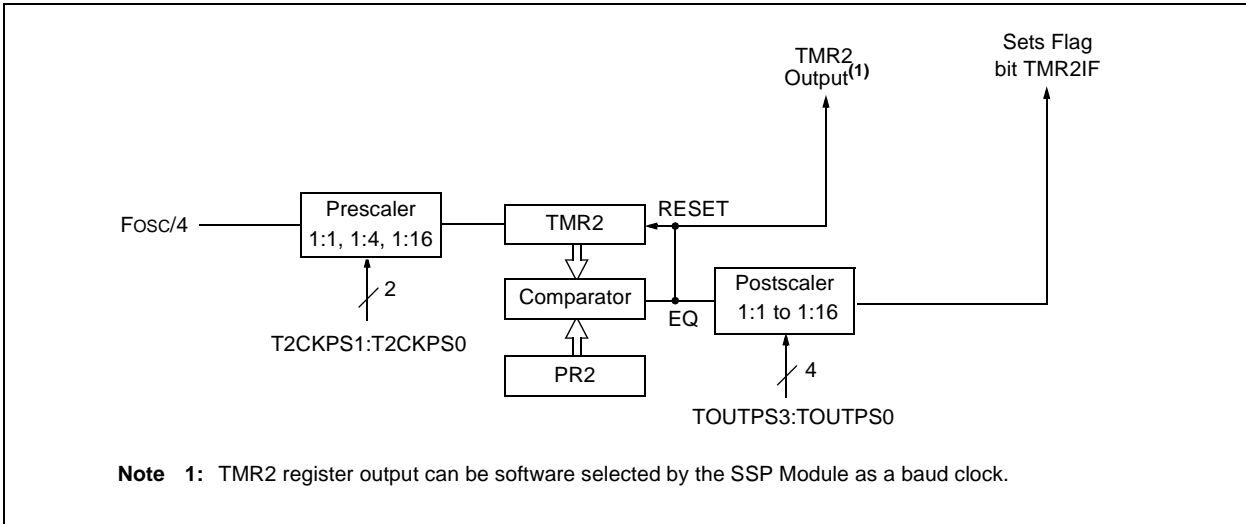 Sets Flag
bit TMR2IF
TMR2
Output(1)
Fosc/4
Prescaler
1:1, 1:4, 1:16
2
T2CKPS1:T2CKPS0
TMR2
RESET
Comparator
EQ
PR2
Postscaler
1:1 to 1:16
4
TOUTPS3:TOUTPS0
Note 1: TMR2 register output can be software selected by the SSP Module as a baud clock.